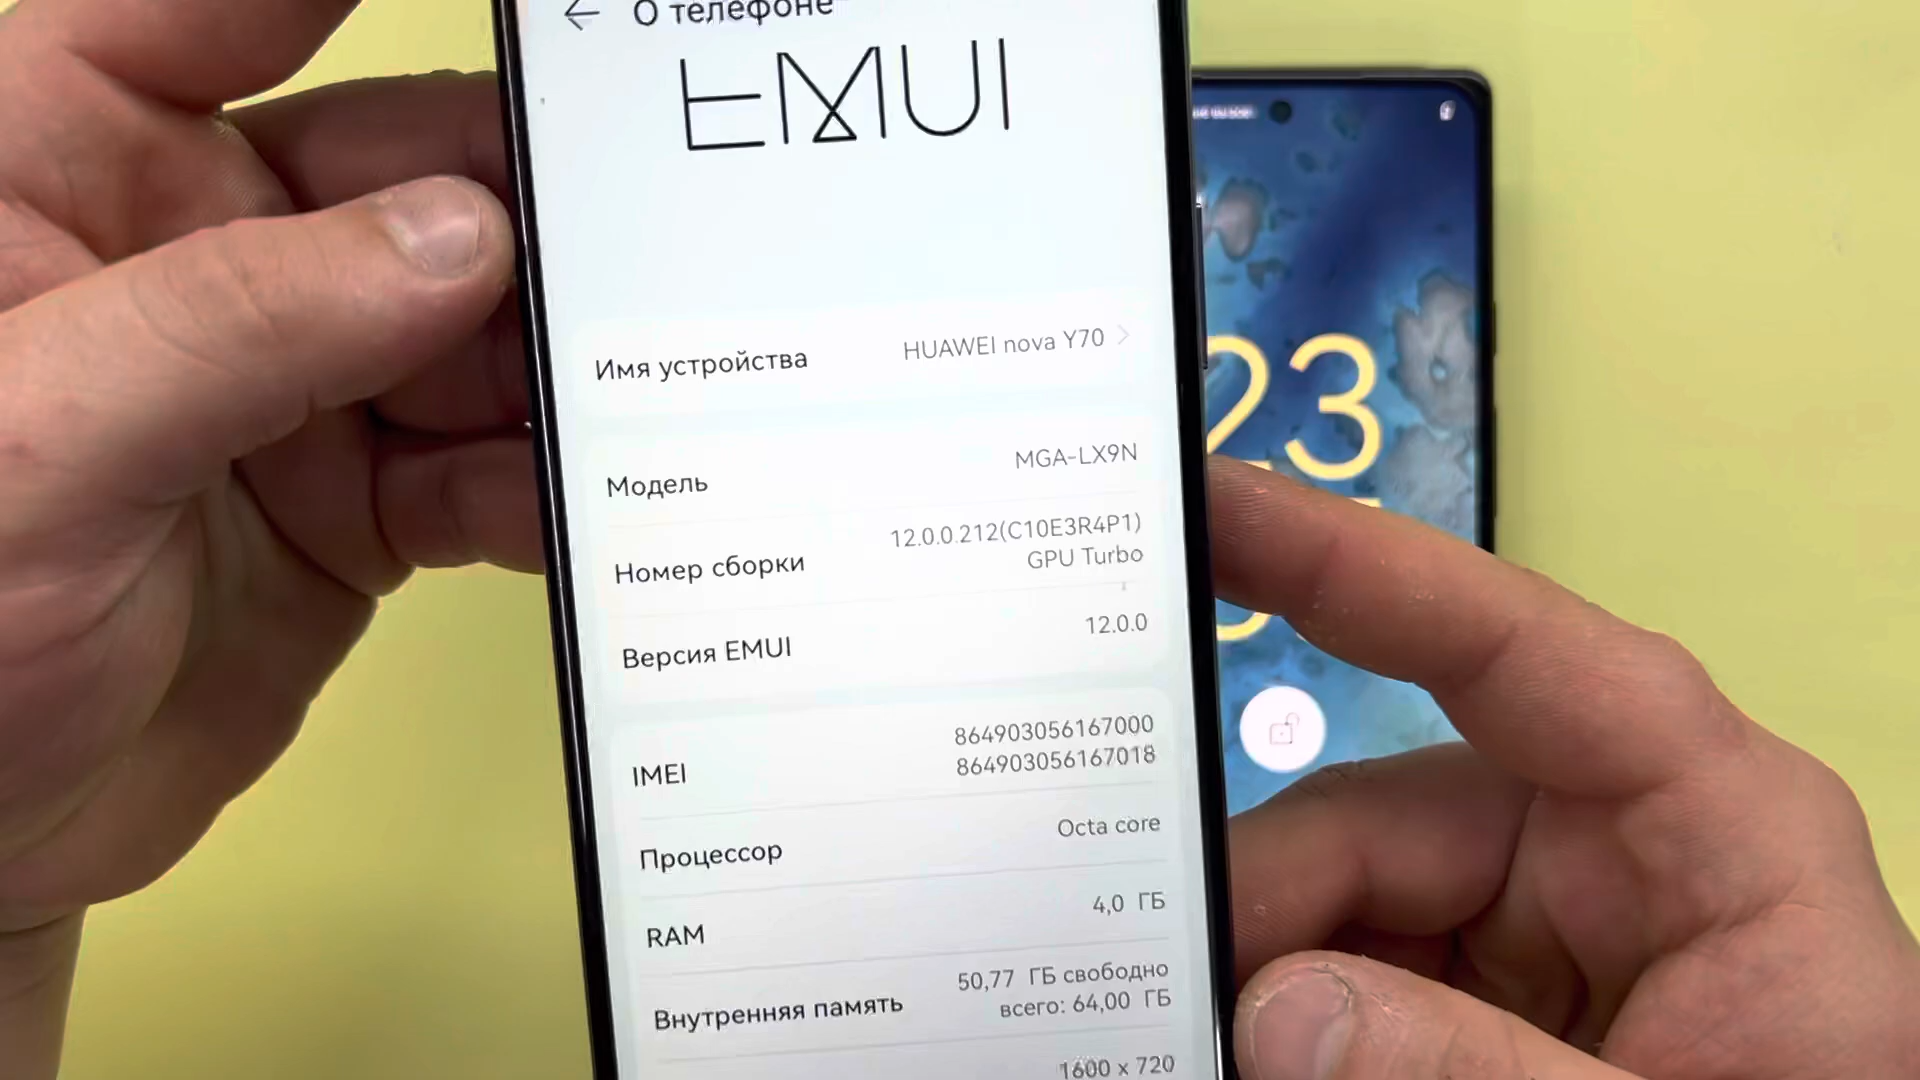 О телефоне
EMUI
Имя устройства HUAWEI nova Y70
Модель MGA-LX9N
Номер сборки 12.0.0.212(C10E3R4P1)
GPU Turbo
Версия EMUI 12.0.0
IMEI 864903056167000
864903056167018
Процессор Octa core
RAM 4,0 ГБ
Внутренняя память 50,77 ГБ свободно
всего: 64,00 ГБ
1600 x 720
23